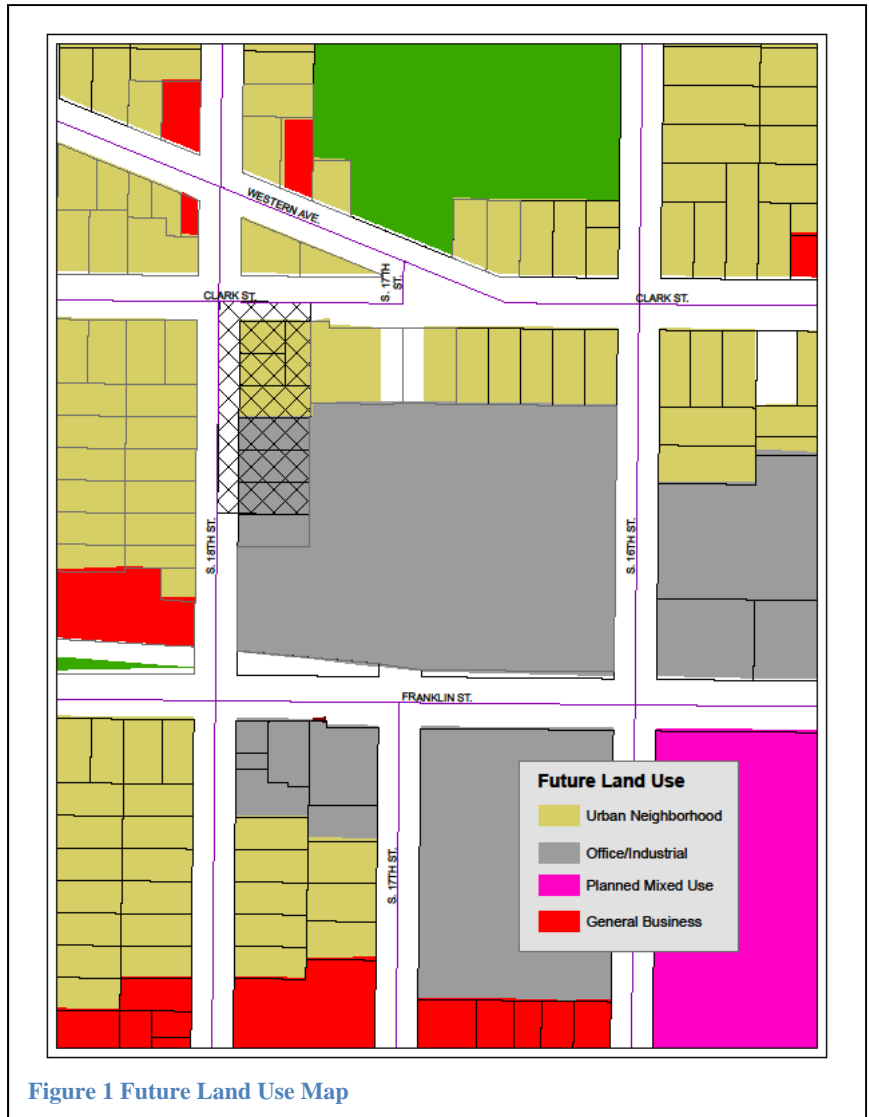 WESTERN AVE.
S. 17TH
ST.
CLARK ST.
CLARK ST.
S. 18TH ST.
S. 16TH ST.
FRANKLIN ST.
S. 17TH ST.
Future Land Use
Urban Neighborhood
Office/Industrial
Planned Mixed Use
General Business
Figure 1 Future Land Use Map